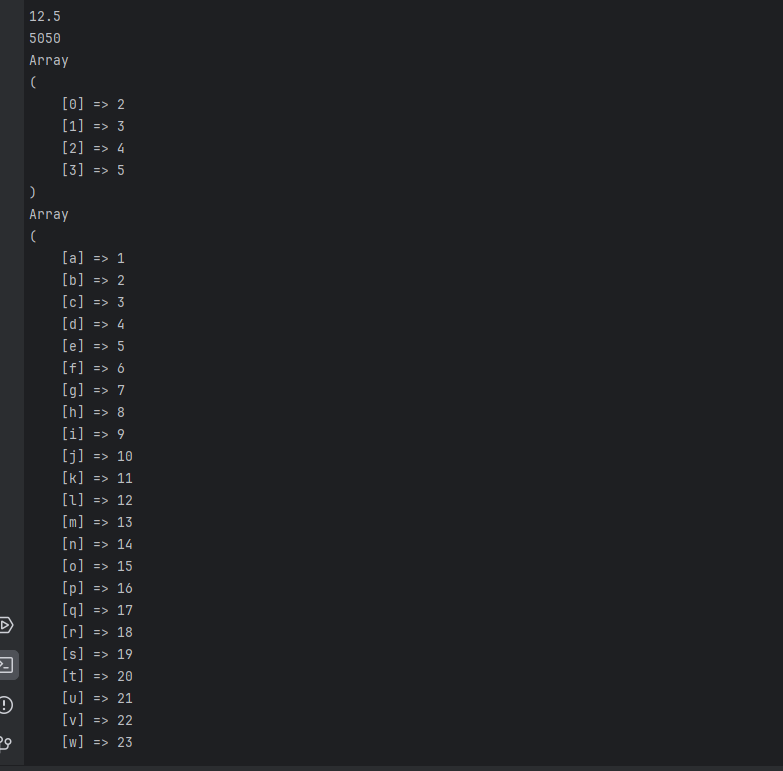 12.5
5050
Array
(
    [0] => 2
    [1] => 3
    [2] => 4
    [3] => 5
)
Array
(
    [a] => 1
    [b] => 2
    [c] => 3
    [d] => 4
    [e] => 5
    [f] => 6
    [g] => 7
    [h] => 8
    [i] => 9
    [j] => 10
    [k] => 11
    [l] => 12
    [m] => 13
    [n] => 14
    [o] => 15
    [p] => 16
    [q] => 17
    [r] => 18
    [s] => 19
    [t] => 20
    [u] => 21
    [v] => 22
    [w] => 23